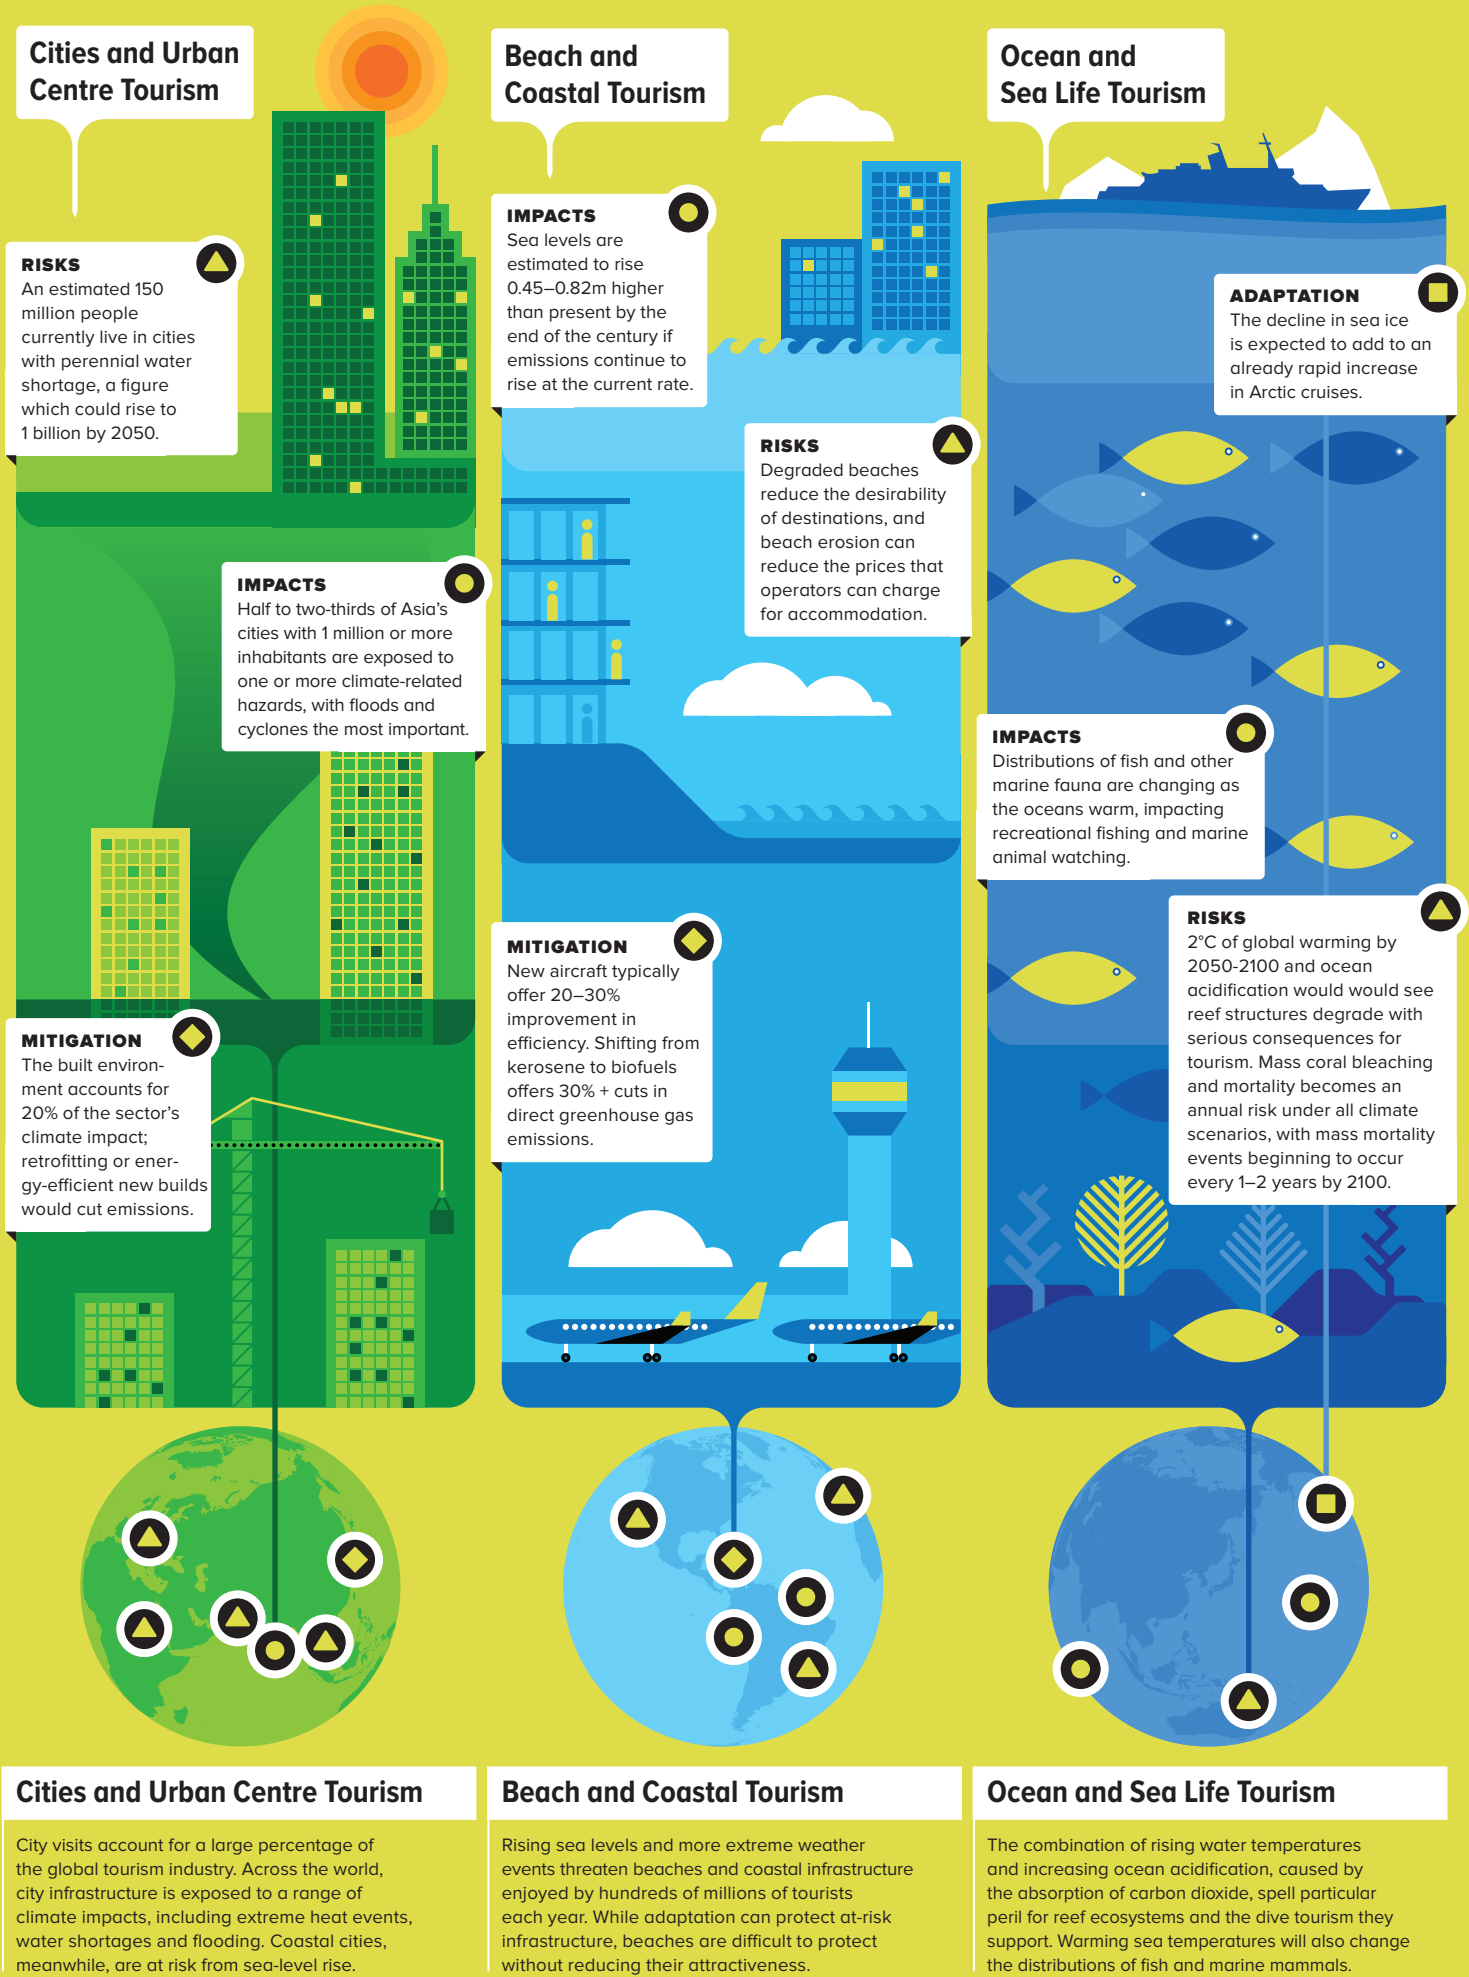 Cities and Urban
Centre Tourism
RISKS
An estimated 150
million people
currently live in cities
with perennial water
shortage, a figure
which could rise to
1 billion by 2050.
IMPACTS
Half to two-thirds of Asia's
cities with 1 million or more
inhabitants are exposed to
one or more climate-related
hazards, with floods and
cyclones the most important.
MITIGATION
The built environ-
ment accounts for
20% of the sector's
climate impact;
retrofitting or ener-
gy-efficient new builds
would cut emissions.
Beach and
Coastal Tourism
IMPACTS
Sea levels are
estimated to rise
0.45–0.82m higher
than present by the
end of the century if
emissions continue to
rise at the current rate.
RISKS
Degraded beaches
reduce the desirability
of destinations, and
beach erosion can
reduce the prices that
operators can charge
for accommodation.
MITIGATION
New aircraft typically
offer 20–30%
improvement in
efficiency. Shifting from
kerosene to biofuels
offers 30% + cuts in
direct greenhouse gas
emissions.
Ocean and
Sea Life Tourism
ADAPTATION
The decline in sea ice
is expected to add to an
already rapid increase
in Arctic cruises.
IMPACTS
Distributions of fish and other
marine fauna are changing as
the oceans warm, impacting
recreational fishing and marine
animal watching.
RISKS
2°C of global warming by
2050-2100 and ocean
acidification would would see
reef structures degrade with
serious consequences for
tourism. Mass coral bleaching
and mortality becomes an
annual risk under all climate
scenarios, with mass mortality
events beginning to occur
every 1–2 years by 2100.
Cities and Urban Centre Tourism
City visits account for a large percentage of
the global tourism industry. Across the world,
city infrastructure is exposed to a range of
climate impacts, including extreme heat events,
water shortages and flooding. Coastal cities,
meanwhile, are at risk from sea-level rise.
Beach and Coastal Tourism
Rising sea levels and more extreme weather
events threaten beaches and coastal infrastructure
enjoyed by hundreds of millions of tourists
each year. While adaptation can protect at-risk
infrastructure, beaches are difficult to protect
without reducing their attractiveness.
Ocean and Sea Life Tourism
The combination of rising water temperatures
and increasing ocean acidification, caused by
the absorption of carbon dioxide, spell particular
peril for reef ecosystems and the dive tourism they
support. Warming sea temperatures will also change
the distributions of fish and marine mammals.